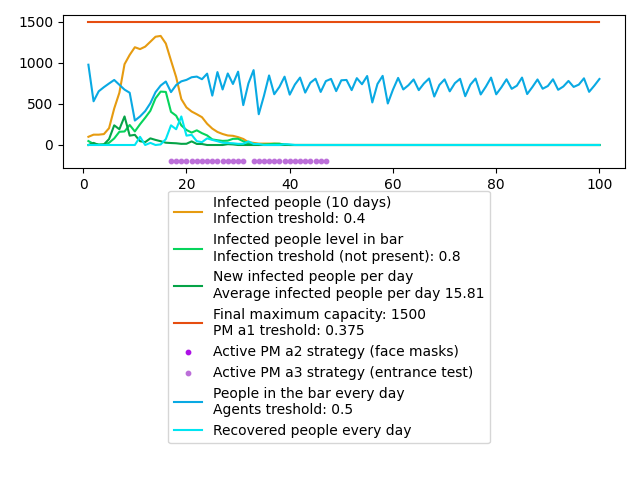 1500
1000
500
0
0 20 40 60 80 100
Infected people (10 days)
Infection treshold: 0.4
Infected people level in bar
Infection treshold (not present): 0.8
New infected people per day
Average infected people per day 15.81
Final maximum capacity: 1500
PM a1 treshold: 0.375
Active PM a2 strategy (face masks)
Active PM a3 strategy (entrance test)
People in the bar every day
Agents treshold: 0.5
Recovered people every day